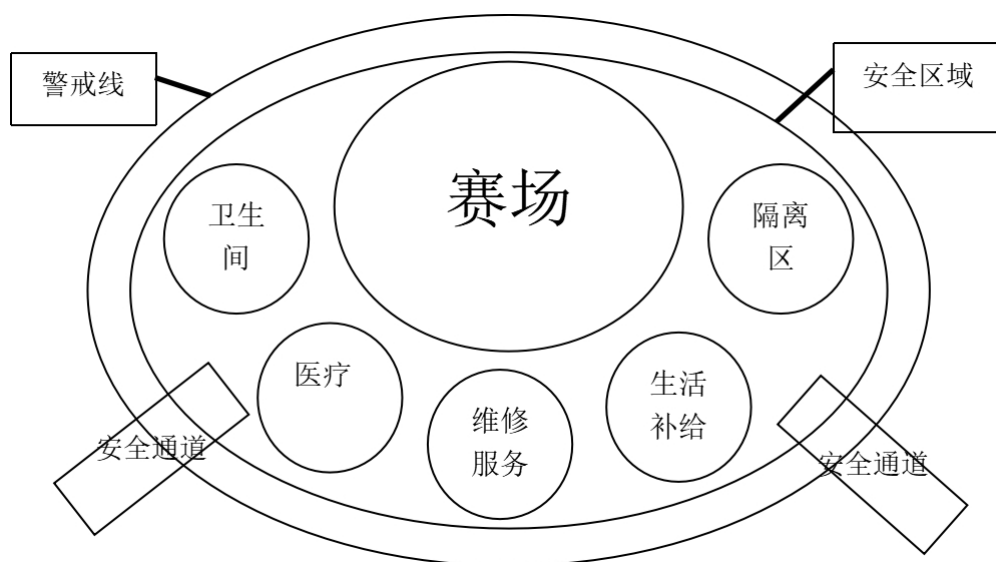 警戒线
安全区域
赛场
卫生
间
隔离
区
医疗
生活
补给
维修
服务
安全通道
安全通道